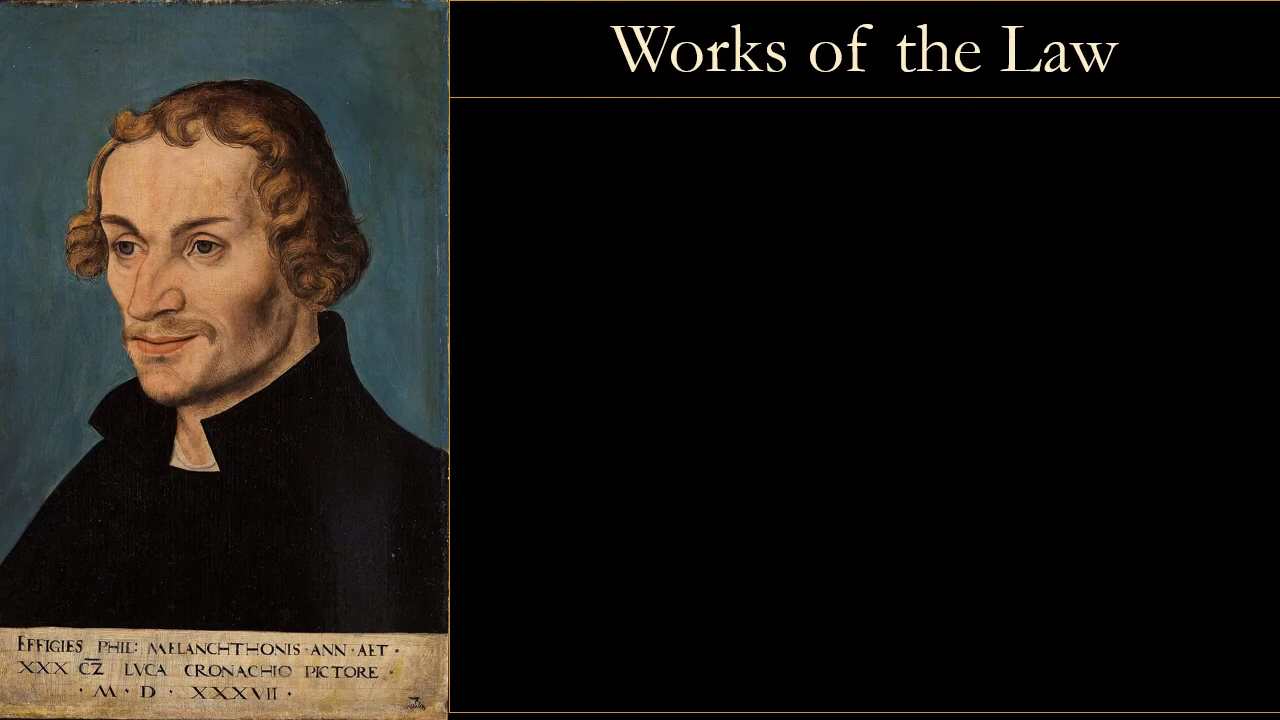 Works of the Law
EFFIGIES PHIL: MELANCHTHONIS · ANN · AET ·
XXX CZ LVCA CRONACHIO PICTORE ·
· M · D · XXXVII ·